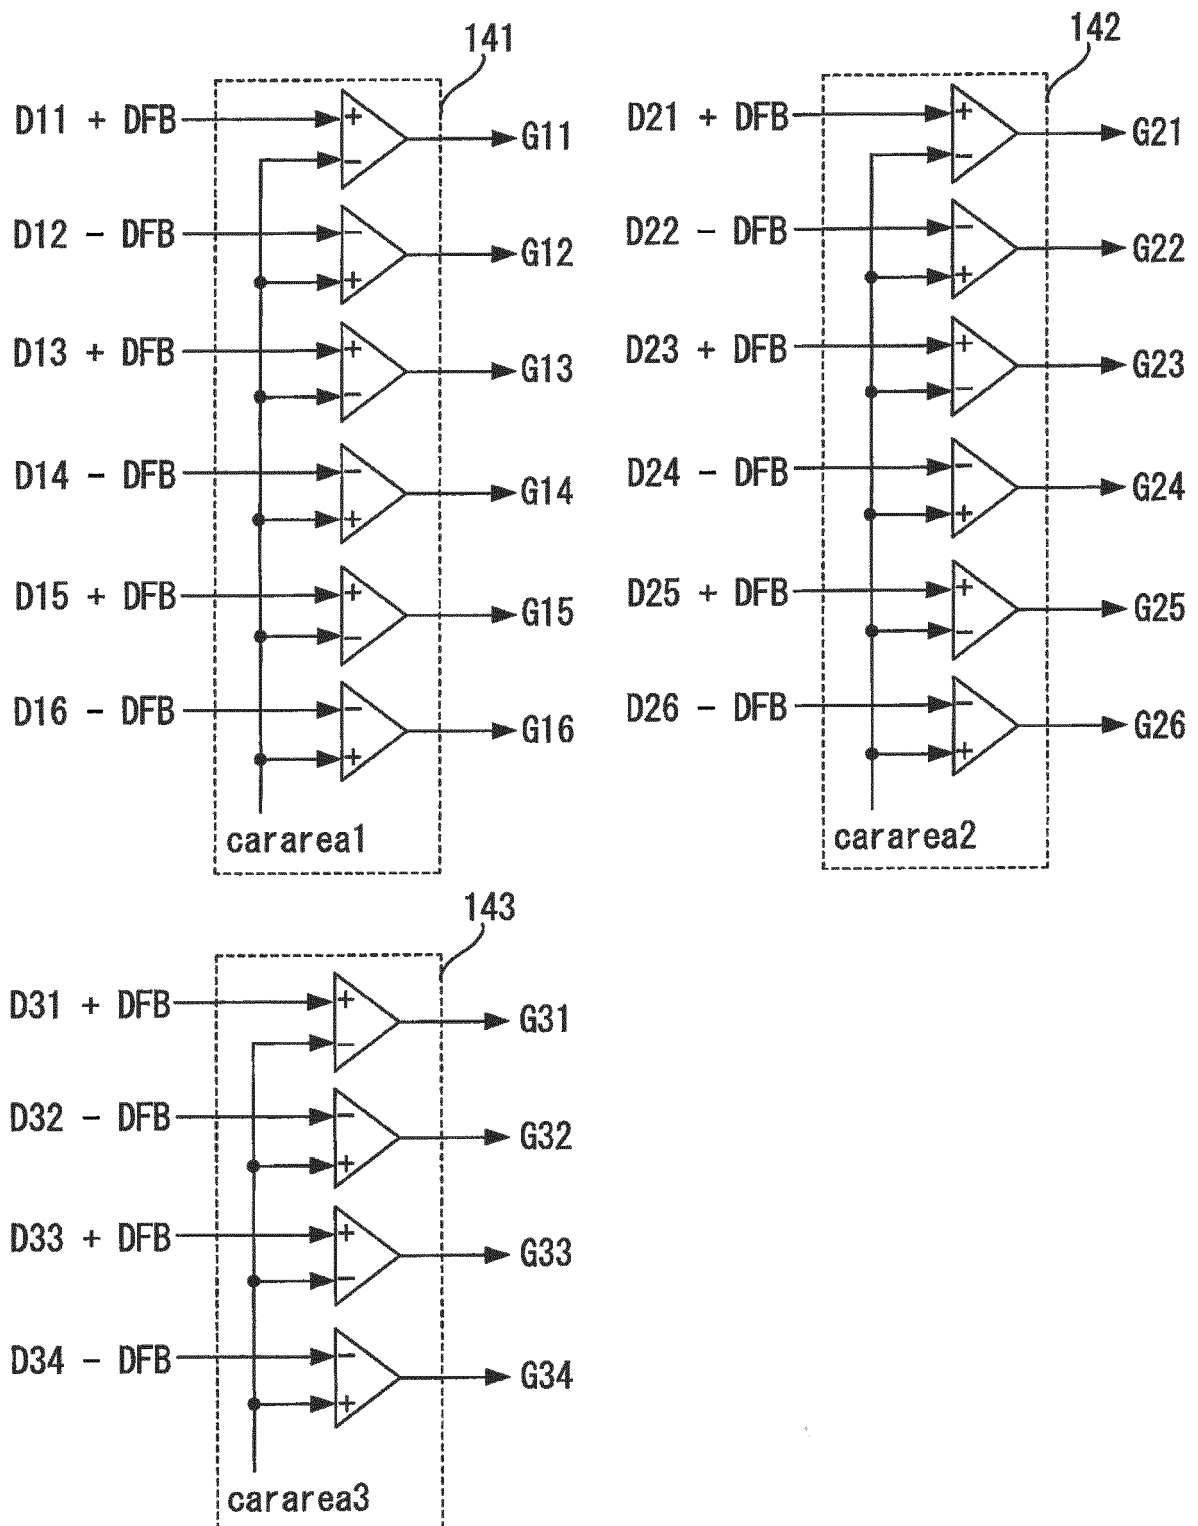 141
D11 + DFB
+
-
G11
D12 - DFB
-
+
G12
D13 + DFB
+
-
G13
D14 - DFB
-
+
G14
D15 + DFB
+
-
G15
D16 - DFB
-
+
G16
cararea1
142
D21 + DFB
+
-
G21
D22 - DFB
-
+
G22
D23 + DFB
+
-
G23
D24 - DFB
-
+
G24
D25 + DFB
+
-
G25
D26 - DFB
-
+
G26
cararea2
143
D31 + DFB
+
-
G31
D32 - DFB
-
+
G32
D33 + DFB
+
-
G33
D34 - DFB
-
+
G34
cararea3